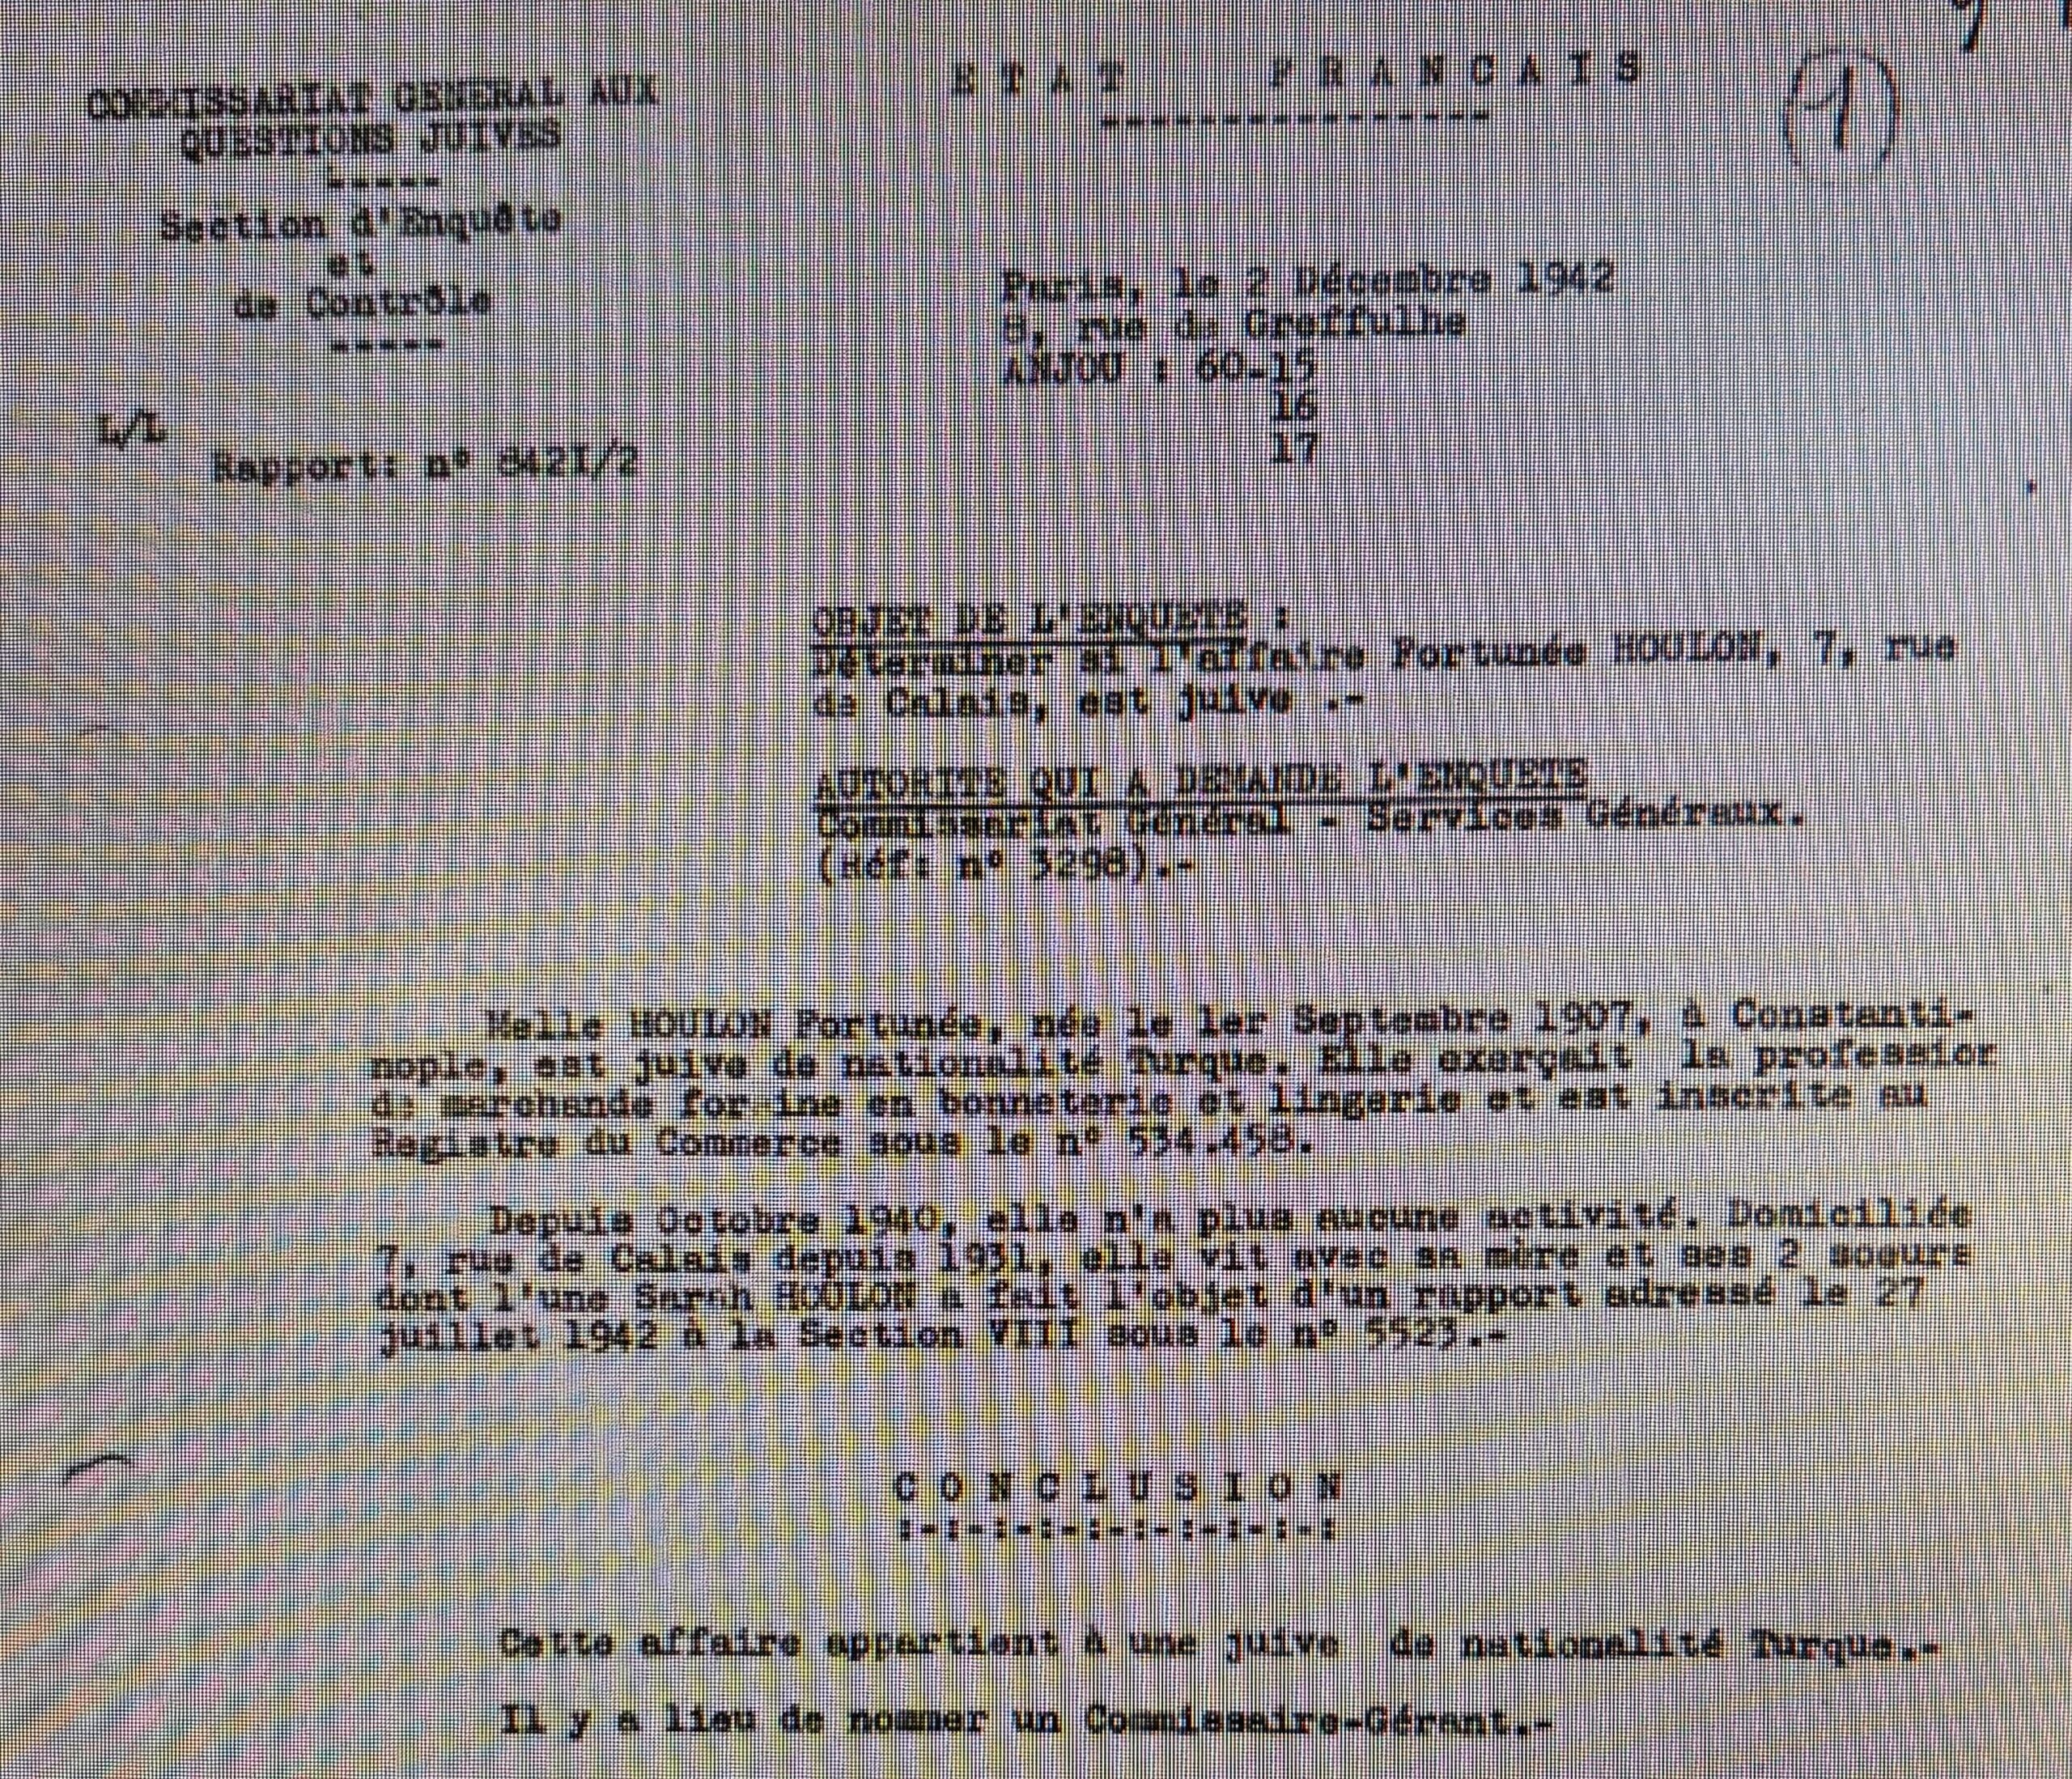 COMMISSARIAT GENERAL AUX
QUESTIONS JUIVES
-----
Section d'Enquête
et
de Contrôle
-----
ETAT FRANCAIS
----------------
(1)
Paris, le 2 Décembre 1942
8, rue de Greffulhe
ANJOU : 60-15
16
17
L/L
Rapport: n° 8421/2
OBJET DE L'ENQUETE :
Déterminer si l'affaire Fortunée HOULON, 7, rue
de Calais, est juive .-
AUTORITE QUI A DEMANDE L'ENQUETE
Commissariat Général - Services Généraux.
(Réf: n° 3298).-
Melle HOULON Fortunée, née le 1er Septembre 1907, à Constanti-
nople, est juive de nationalité Turque. Elle exerçait la profession
de marchande foraine en bonneterie et lingerie et est inscrite au
Registre du Commerce sous le n° 534.458.
Depuis Octobre 1940, elle n'a plus aucune activité. Domiciliée
7, rue de Calais depuis 1931, elle vit avec sa mère et ses 2 soeurs
dont l'une Sarah HOULON a fait l'objet d'un rapport adressé le 27
juillet 1942 à la Section VIII sous le n° 5523.-
CONCLUSION
:-:-:-:-:-:-:-:-:-:
Cette affaire appartient à une juive de nationalité Turque.-
Il y a lieu de nommer un Commissaire-Gérant.-